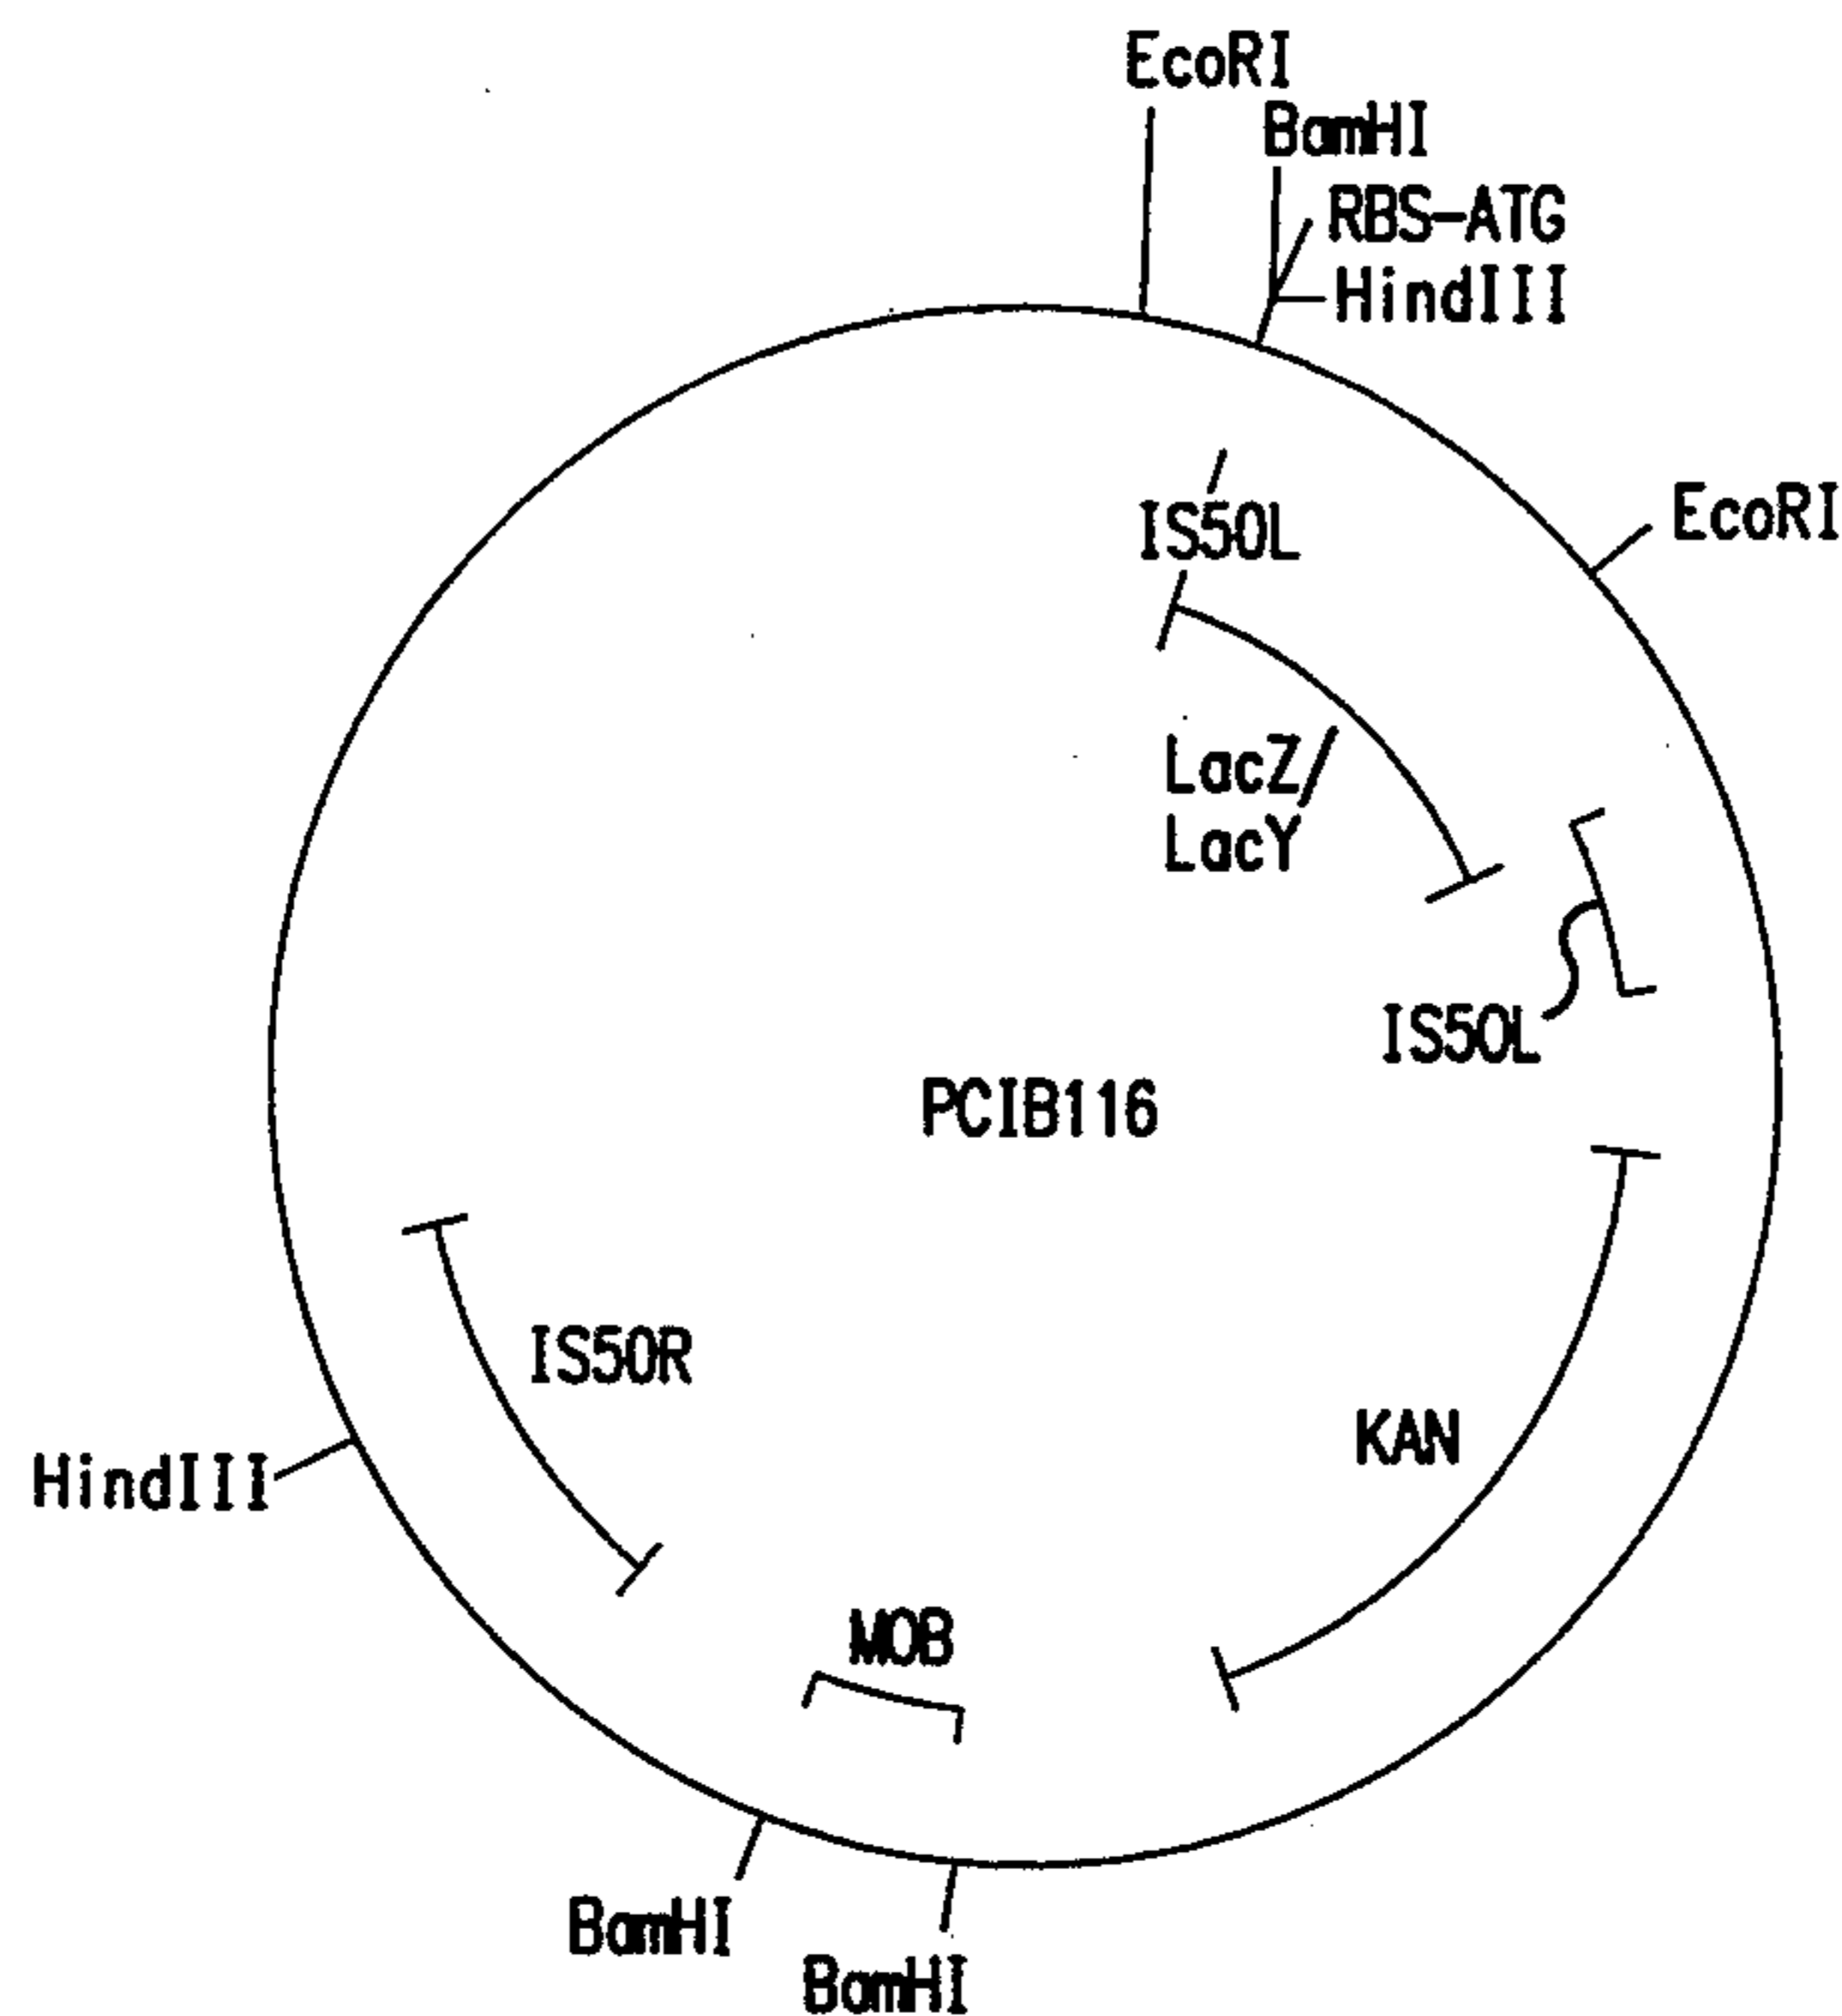 EcoRI
BamHI
RBS-ATG
HindIII
EcoRI
IS50L
LacZ/
LacY
IS50L
PCIB116
IS50R
KAN
HindIII
MOB
BamHI
BamHI